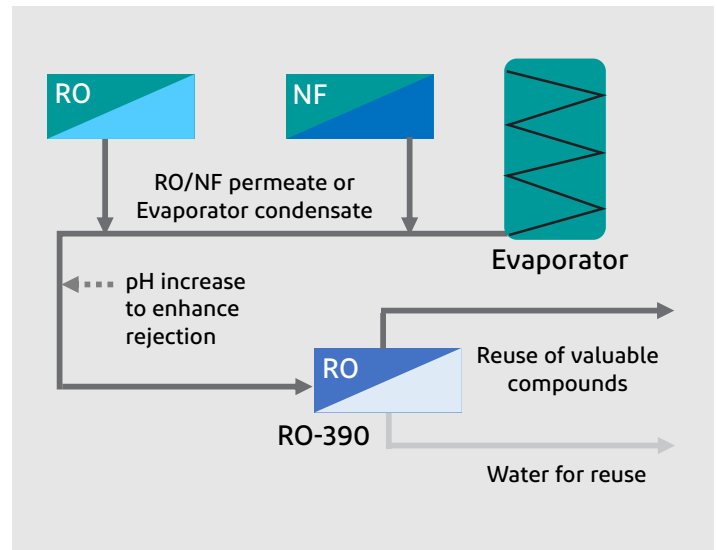 RO
NF
RO/NF permeate or
Evaporator condensate
Evaporator
pH increase
to enhance
rejection
RO
RO-390
Reuse of valuable
compounds
Water for reuse